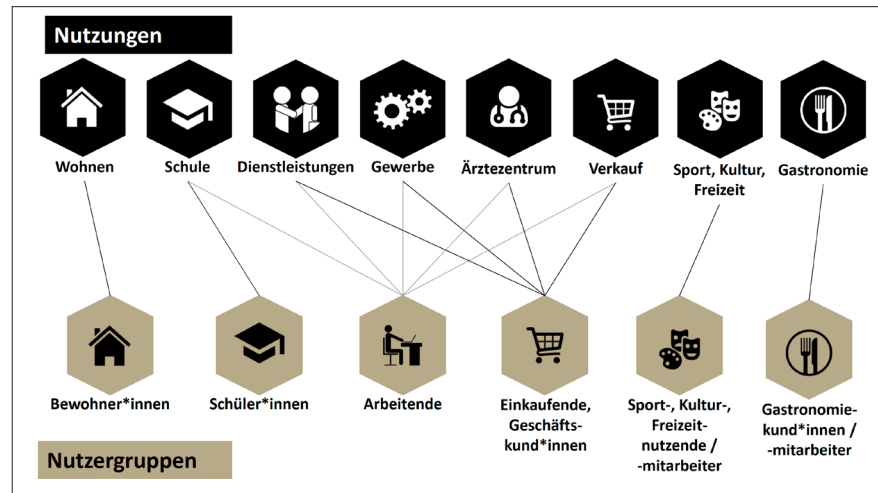 Nutzungen
Wohnen
Schule
Dienstleistungen
Gewerbe
Ärztezentrum
Verkauf
Sport, Kultur,
Freizeit
Gastronomie
Bewohner*innen
Schüler*innen
Arbeitende
Einkaufende,
Geschäfts-
kund*innen
Sport-, Kultur-,
Freizeit-
nutzende /
-mitarbeiter
Gastronomie-
kund*innen /
-mitarbeiter
Nutzergruppen